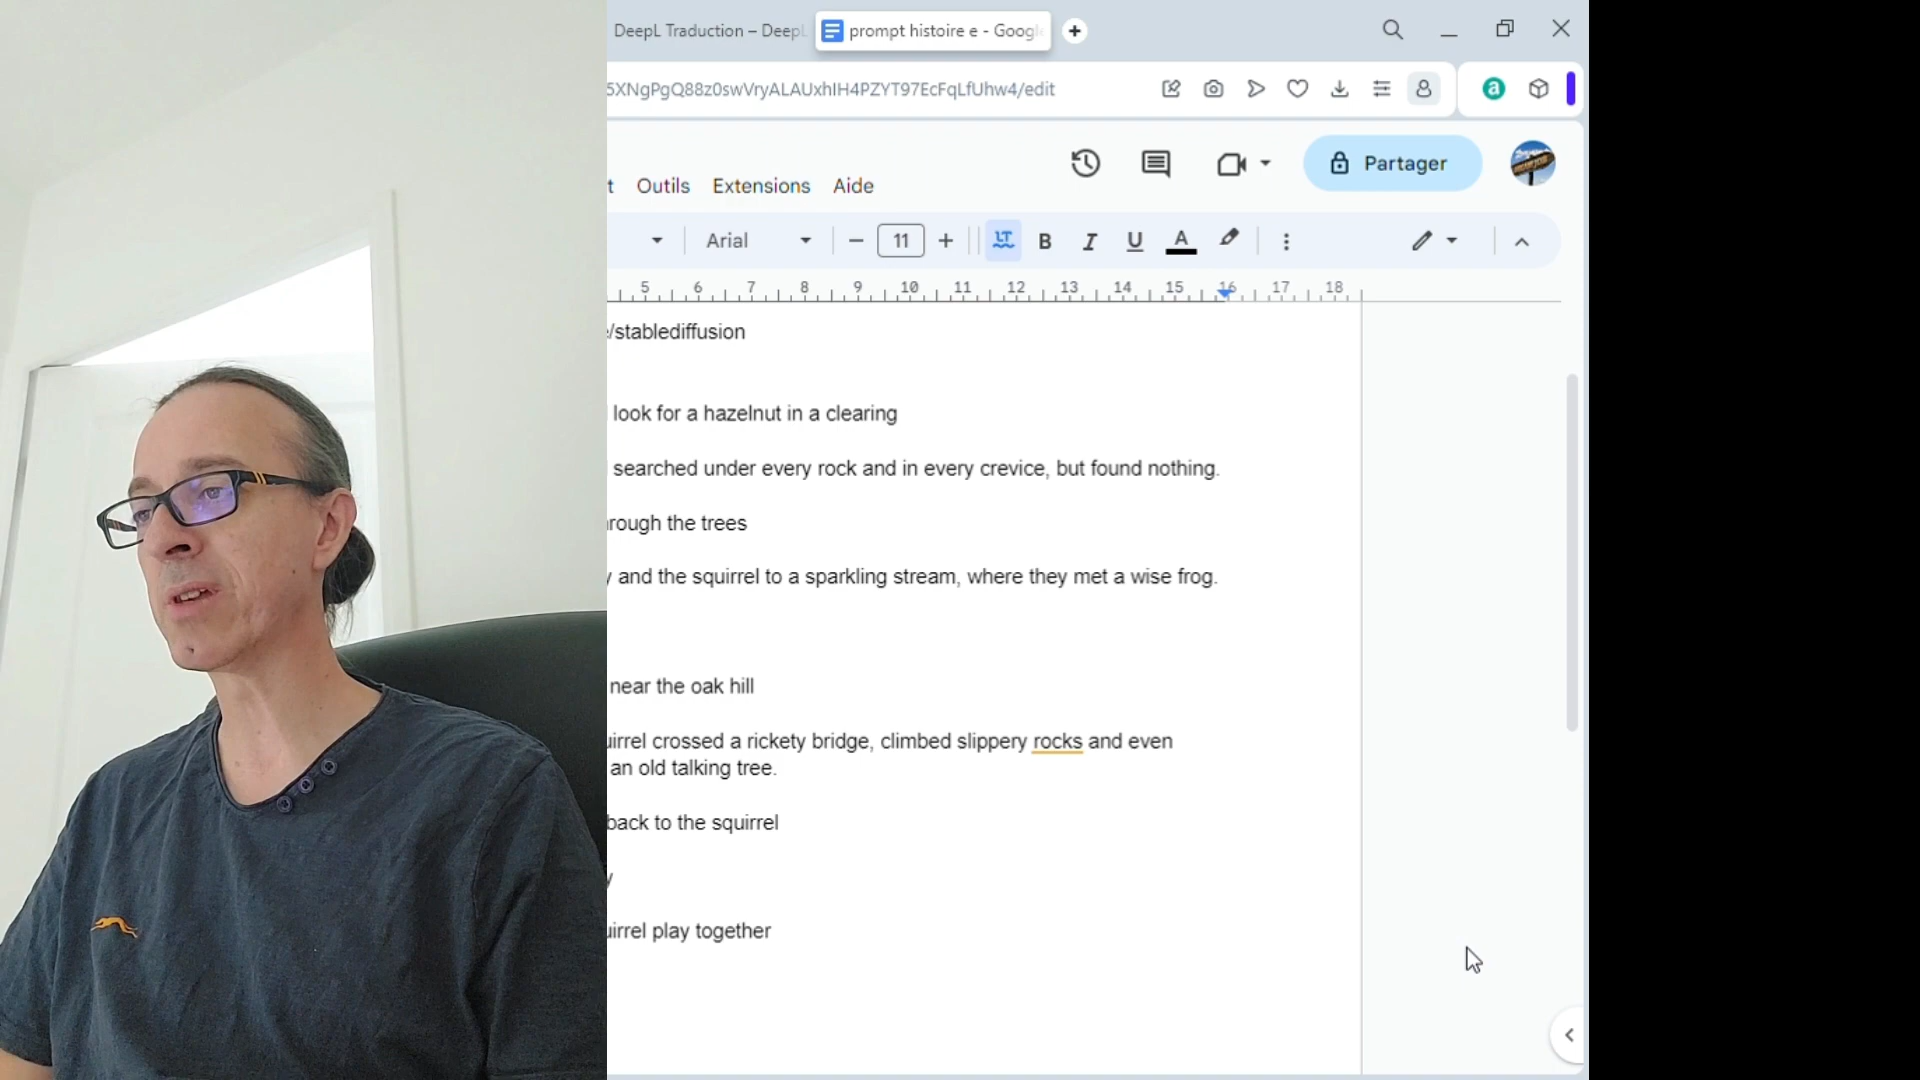 DeepL Traduction – DeepL
prompt histoire e - Google
5XNgPgQ88z0swVryALAUxhIH4PZYT97EcFqLfUhw4/edit
Partager
t Outils Extensions Aide
Arial
11
5 6 7 8 9 10 11 12 13 14 15 16 17 18
e/stablediffusion
look for a hazelnut in a clearing
searched under every rock and in every crevice, but found nothing.
rough the trees
y and the squirrel to a sparkling stream, where they met a wise frog.
near the oak hill
uirrel crossed a rickety bridge, climbed slippery rocks and even
an old talking tree.
back to the squirrel
y
uirrel play together